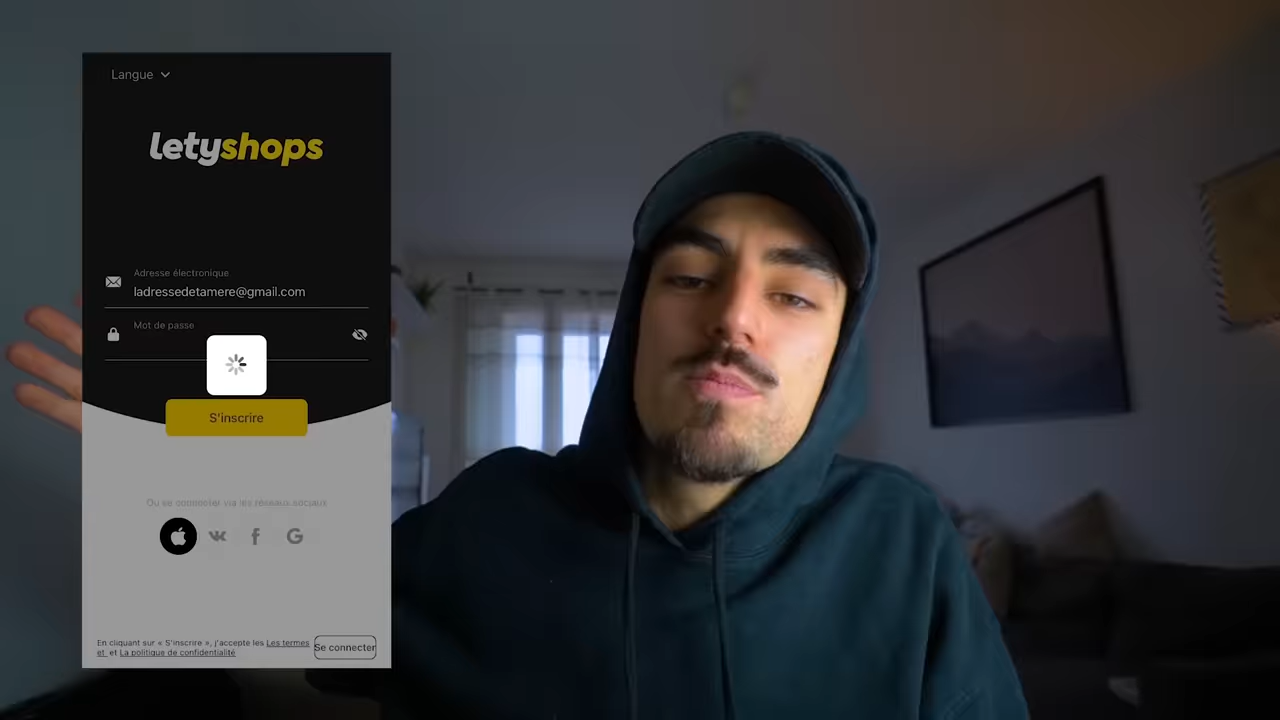 Langue
letyshops
Adresse électronique
ladressedetamere@gmail.com
Mot de passe
S'inscrire
Ou se connecter via les réseaux sociaux
En cliquant sur « S'inscrire », j'accepte les Les termes
et et La politique de confidentialité
Se connecter